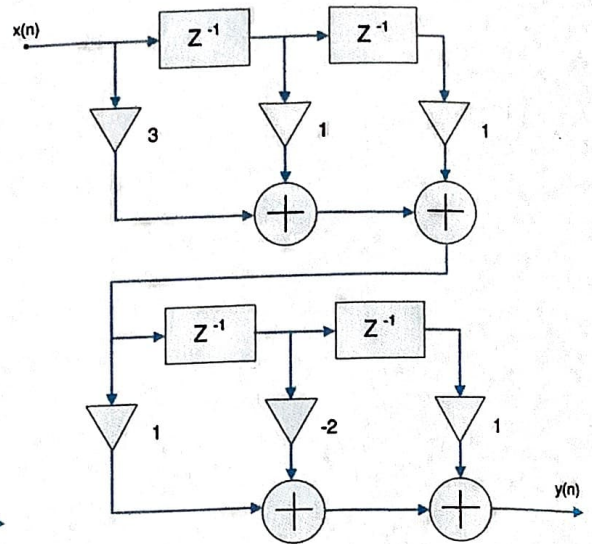 x(n)
Z⁻¹ Z⁻¹
3 1 1
+ +
Z⁻¹ Z⁻¹
1 -2 1
+ + y(n)